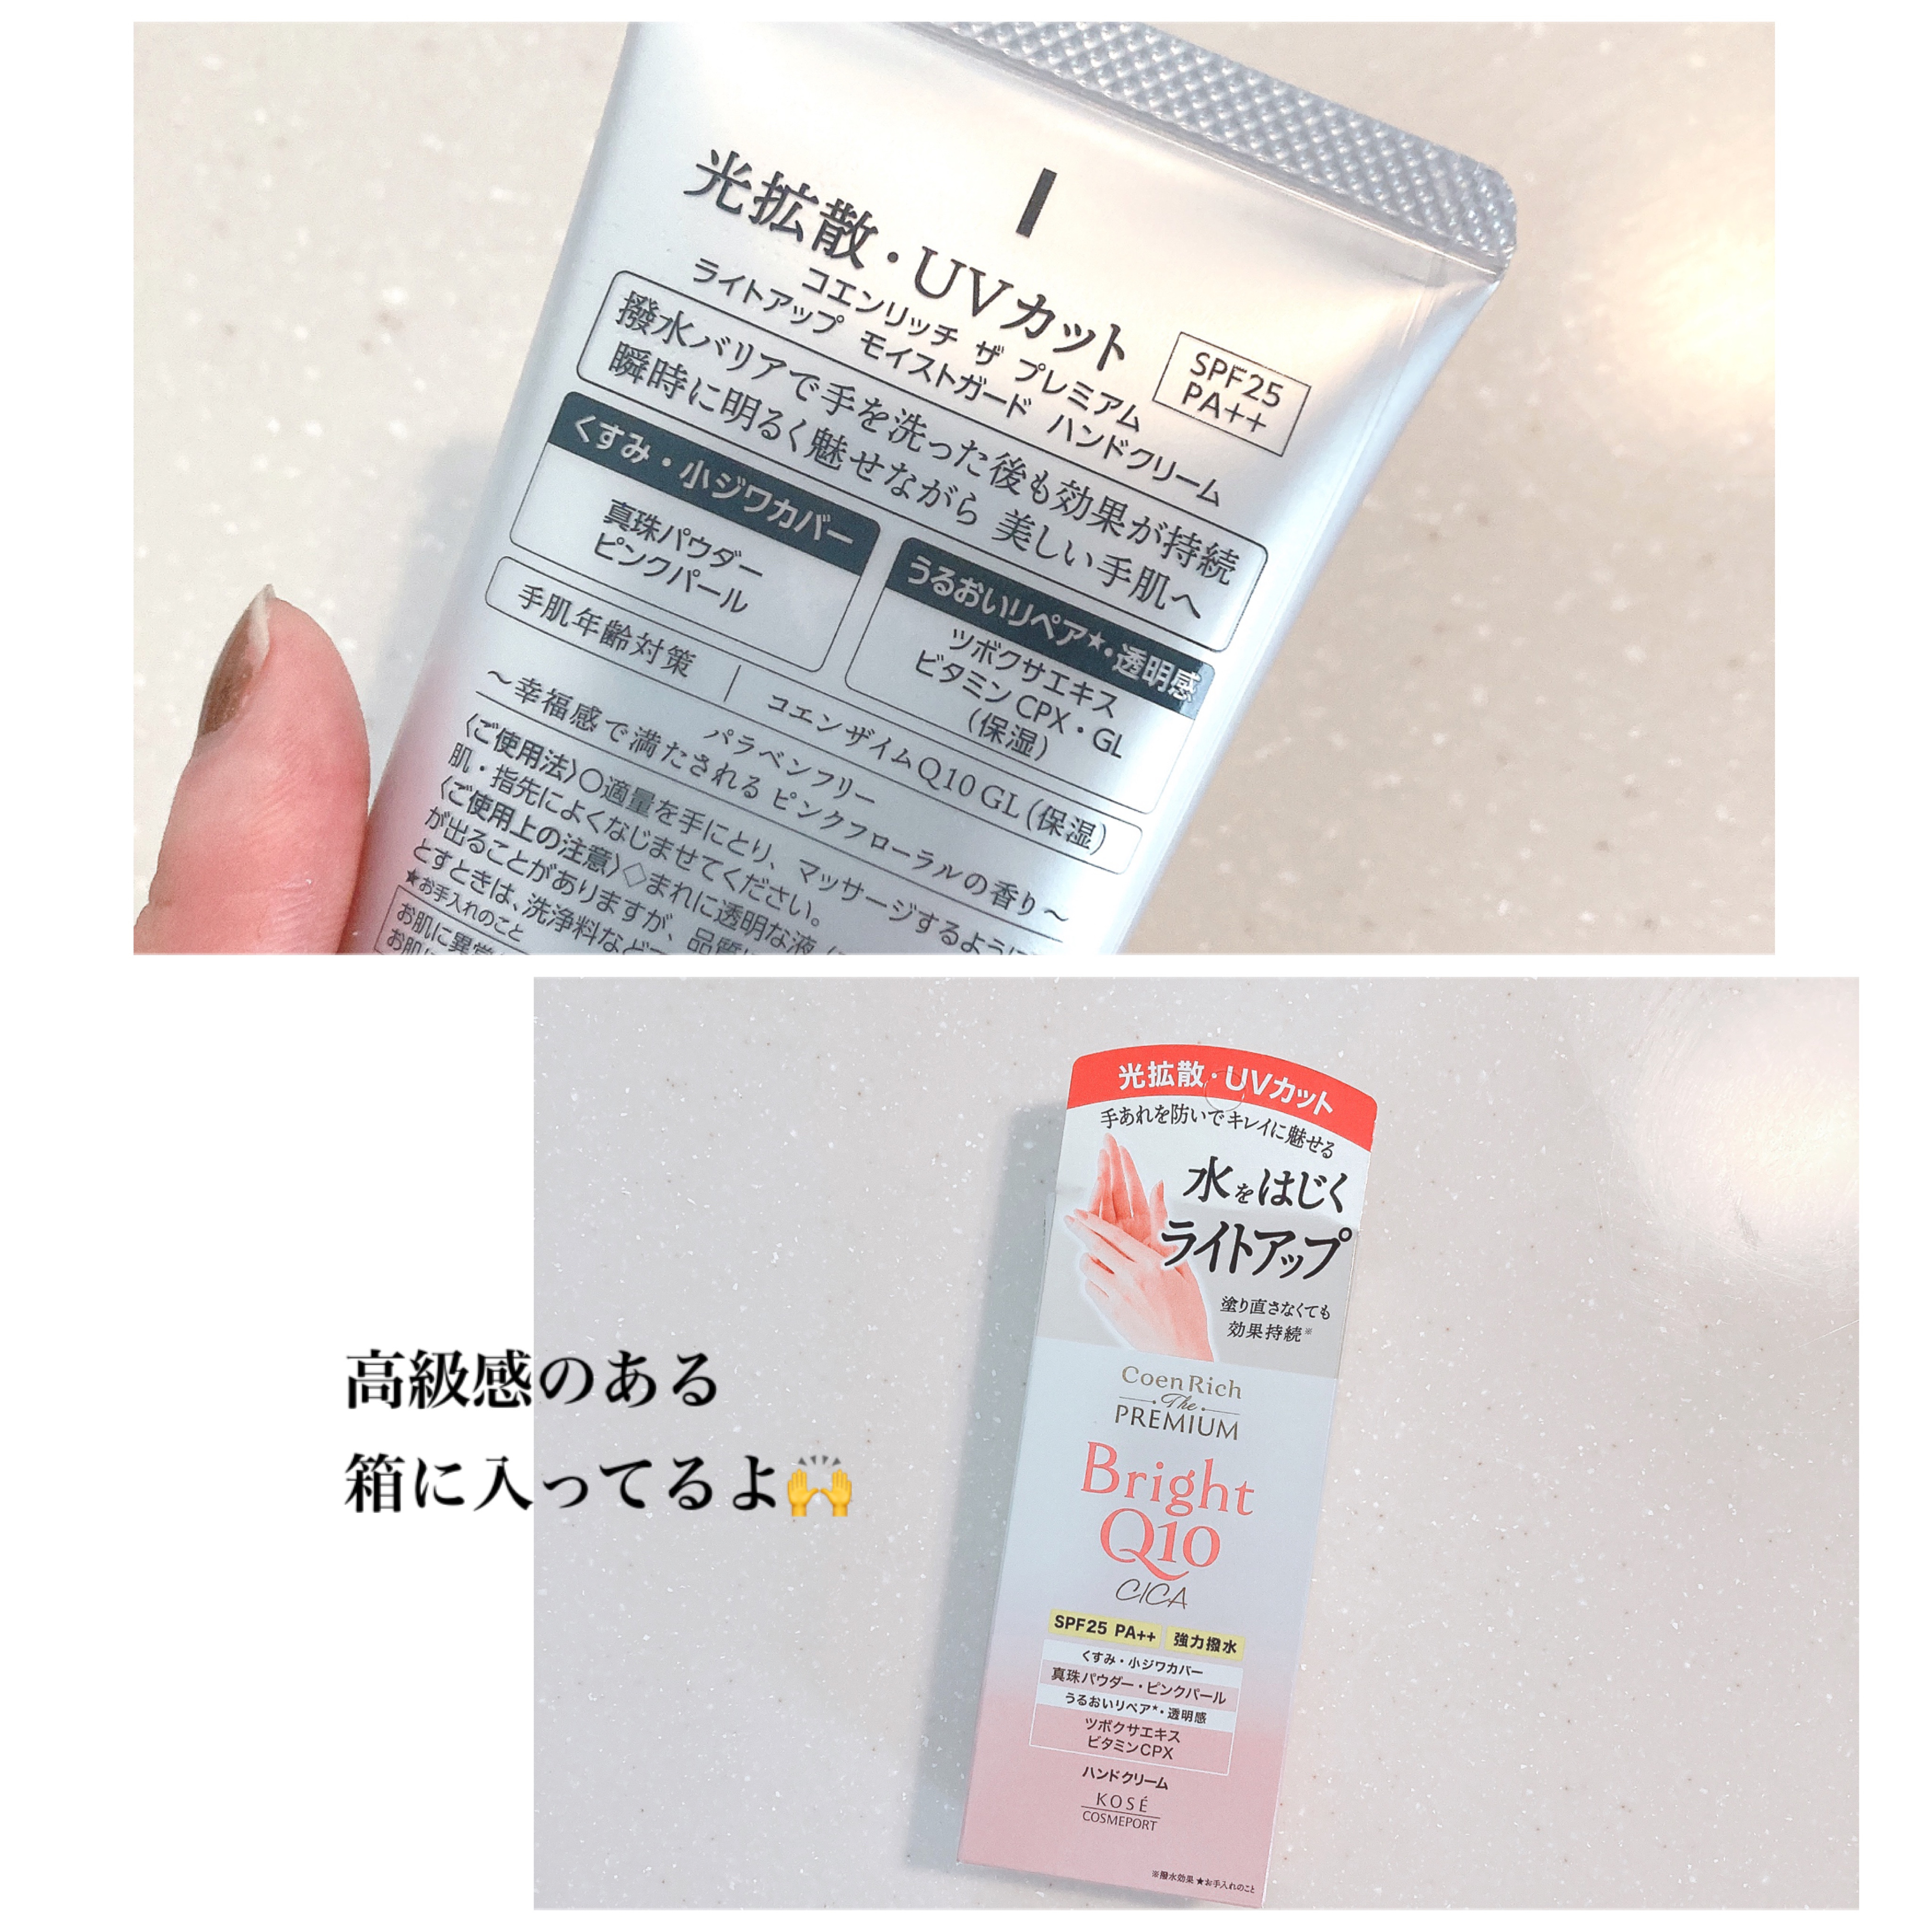 光拡散・UVカット
コエンリッチ ザ プレミアム
ライトアップ モイストガード ハンドクリーム
SPF25
PA++
撥水バリアで手を洗った後も効果が持続
瞬時に明るく魅せながら 美しい手肌へ
くすみ・小ジワカバー
真珠パウダー
ピンクパール
うるおいリペア★・透明感
ツボクサエキス
ビタミンCPX・GL
(保湿)
手肌年齢対策 | コエンザイムQ10 GL(保湿)
パラベンフリー
～幸福感で満たされる ピンクフローラルの香り～
〈ご使用法〉○適量を手にとり、マッサージするように
肌・指先によくなじませてください。
〈ご使用上の注意〉◇まれに透明な液
が出ることがありますが、品質
とすときは、洗浄料など
★お手入れのこと
お肌に異常
お肌に
光拡散・UVカット
手あれを防いでキレイに魅せる
水をはじく
ライトアップ
塗り直さなくても
効果持続※
CoenRich
The
PREMIUM
Bright
Q10
CICA
SPF25 PA++ 強力撥水
くすみ・小ジワカバー
真珠パウダー・ピンクパール
うるおいリペア★・透明感
ツボクサエキス
ビタミンCPX
ハンドクリーム
KOSÉ
COSMEPORT
※撥水効果 ★お手入れのこと
高級感のある
箱に入ってるよ🙌